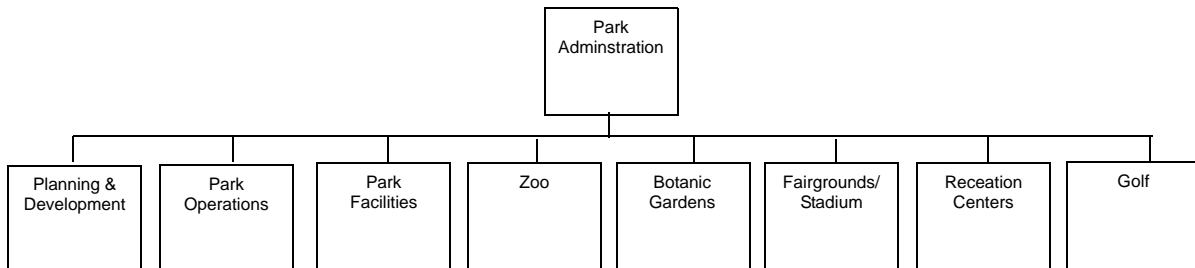 Park
Adminstration
Planning &
Development
Park
Operations
Park
Facilities
Zoo
Botanic
Gardens
Fairgrounds/
Stadium
Receation
Centers
Golf